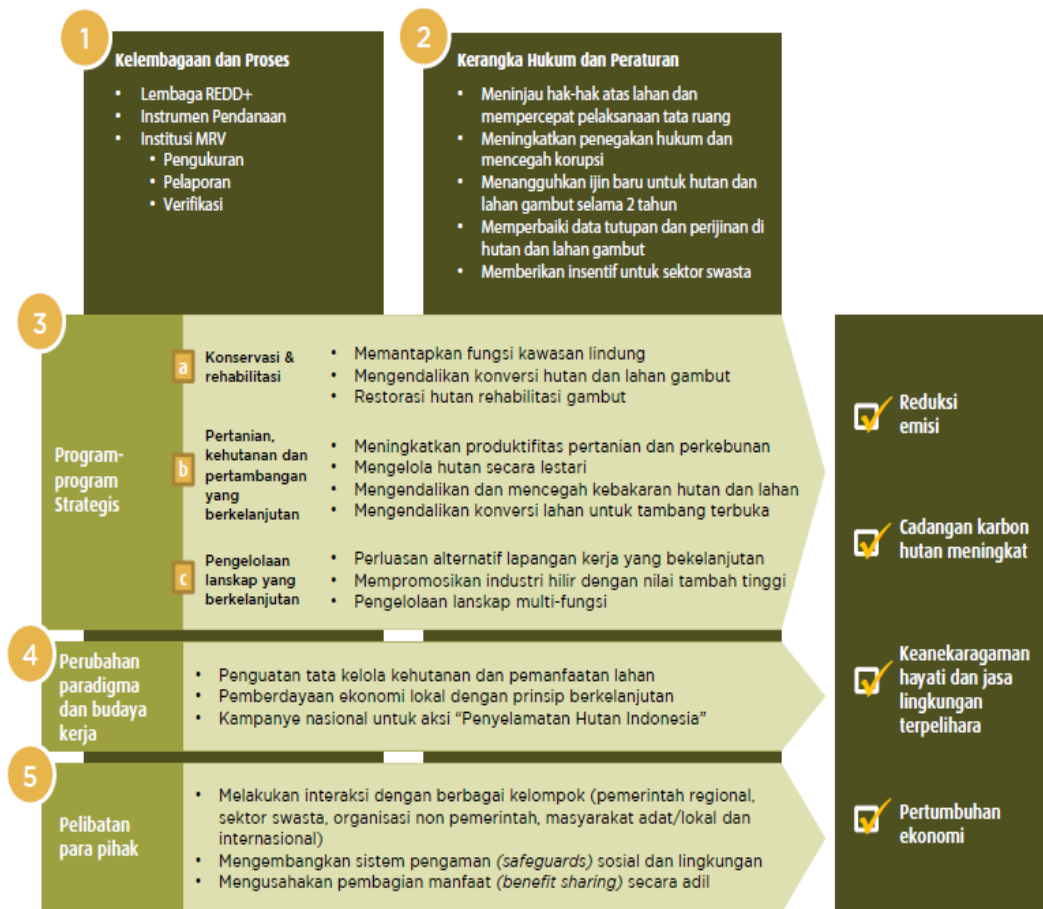 1
Kelembagaan dan Proses
• Lembaga REDD+
• Instrumen Pendanaan
• Institusi MRV
• Pengukuran
• Pelaporan
• Verifikasi
2
Kerangka Hukum dan Peraturan
• Meninjau hak-hak atas lahan dan
mempercepat pelaksanaan tata ruang
• Meningkatkan penegakan hukum dan
mencegah korupsi
• Menangguhkan ijin baru untuk hutan dan
lahan gambut selama 2 tahun
• Memperbaiki data tutupan dan perijinan di
hutan dan lahan gambut
• Memberikan insentif untuk sektor swasta
3
Program-
program
Strategis
a
Konservasi &
rehabilitasi
• Memantapkan fungsi kawasan lindung
• Mengendalikan konversi hutan dan lahan gambut
• Restorasi hutan rehabilitasi gambut
b
Pertanian,
kehutanan dan
pertambangan
yang
berkelanjutan
• Meningkatkan produktifitas pertanian dan perkebunan
• Mengelola hutan secara lestari
• Mengendalikan dan mencegah kebakaran hutan dan lahan
• Mengendalikan konversi lahan untuk tambang terbuka
c
Pengelolaan
lanskap yang
berkelanjutan
• Perluasan alternatif lapangan kerja yang bekelanjutan
• Mempromosikan industri hilir dengan nilai tambah tinggi
• Pengelolaan lanskap multi-fungsi
4
Perubahan
paradigma
dan budaya
kerja
• Penguatan tata kelola kehutanan dan pemanfaatan lahan
• Pemberdayaan ekonomi lokal dengan prinsip berkelanjutan
• Kampanye nasional untuk aksi “Penyelamatan Hutan Indonesia”
5
Pelibatan
para pihak
• Melakukan interaksi dengan berbagai kelompok (pemerintah regional,
sektor swasta, organisasi non pemerintah, masyarakat adat/lokal dan
internasional)
• Mengembangkan sistem pengaman (safeguards) sosial dan lingkungan
• Mengusahakan pembagian manfaat (benefit sharing) secara adil
Reduksi
emisi
Cadangan karbon
hutan meningkat
Keanekaragaman
hayati dan jasa
lingkungan
terpelihara
Pertumbuhan
ekonomi